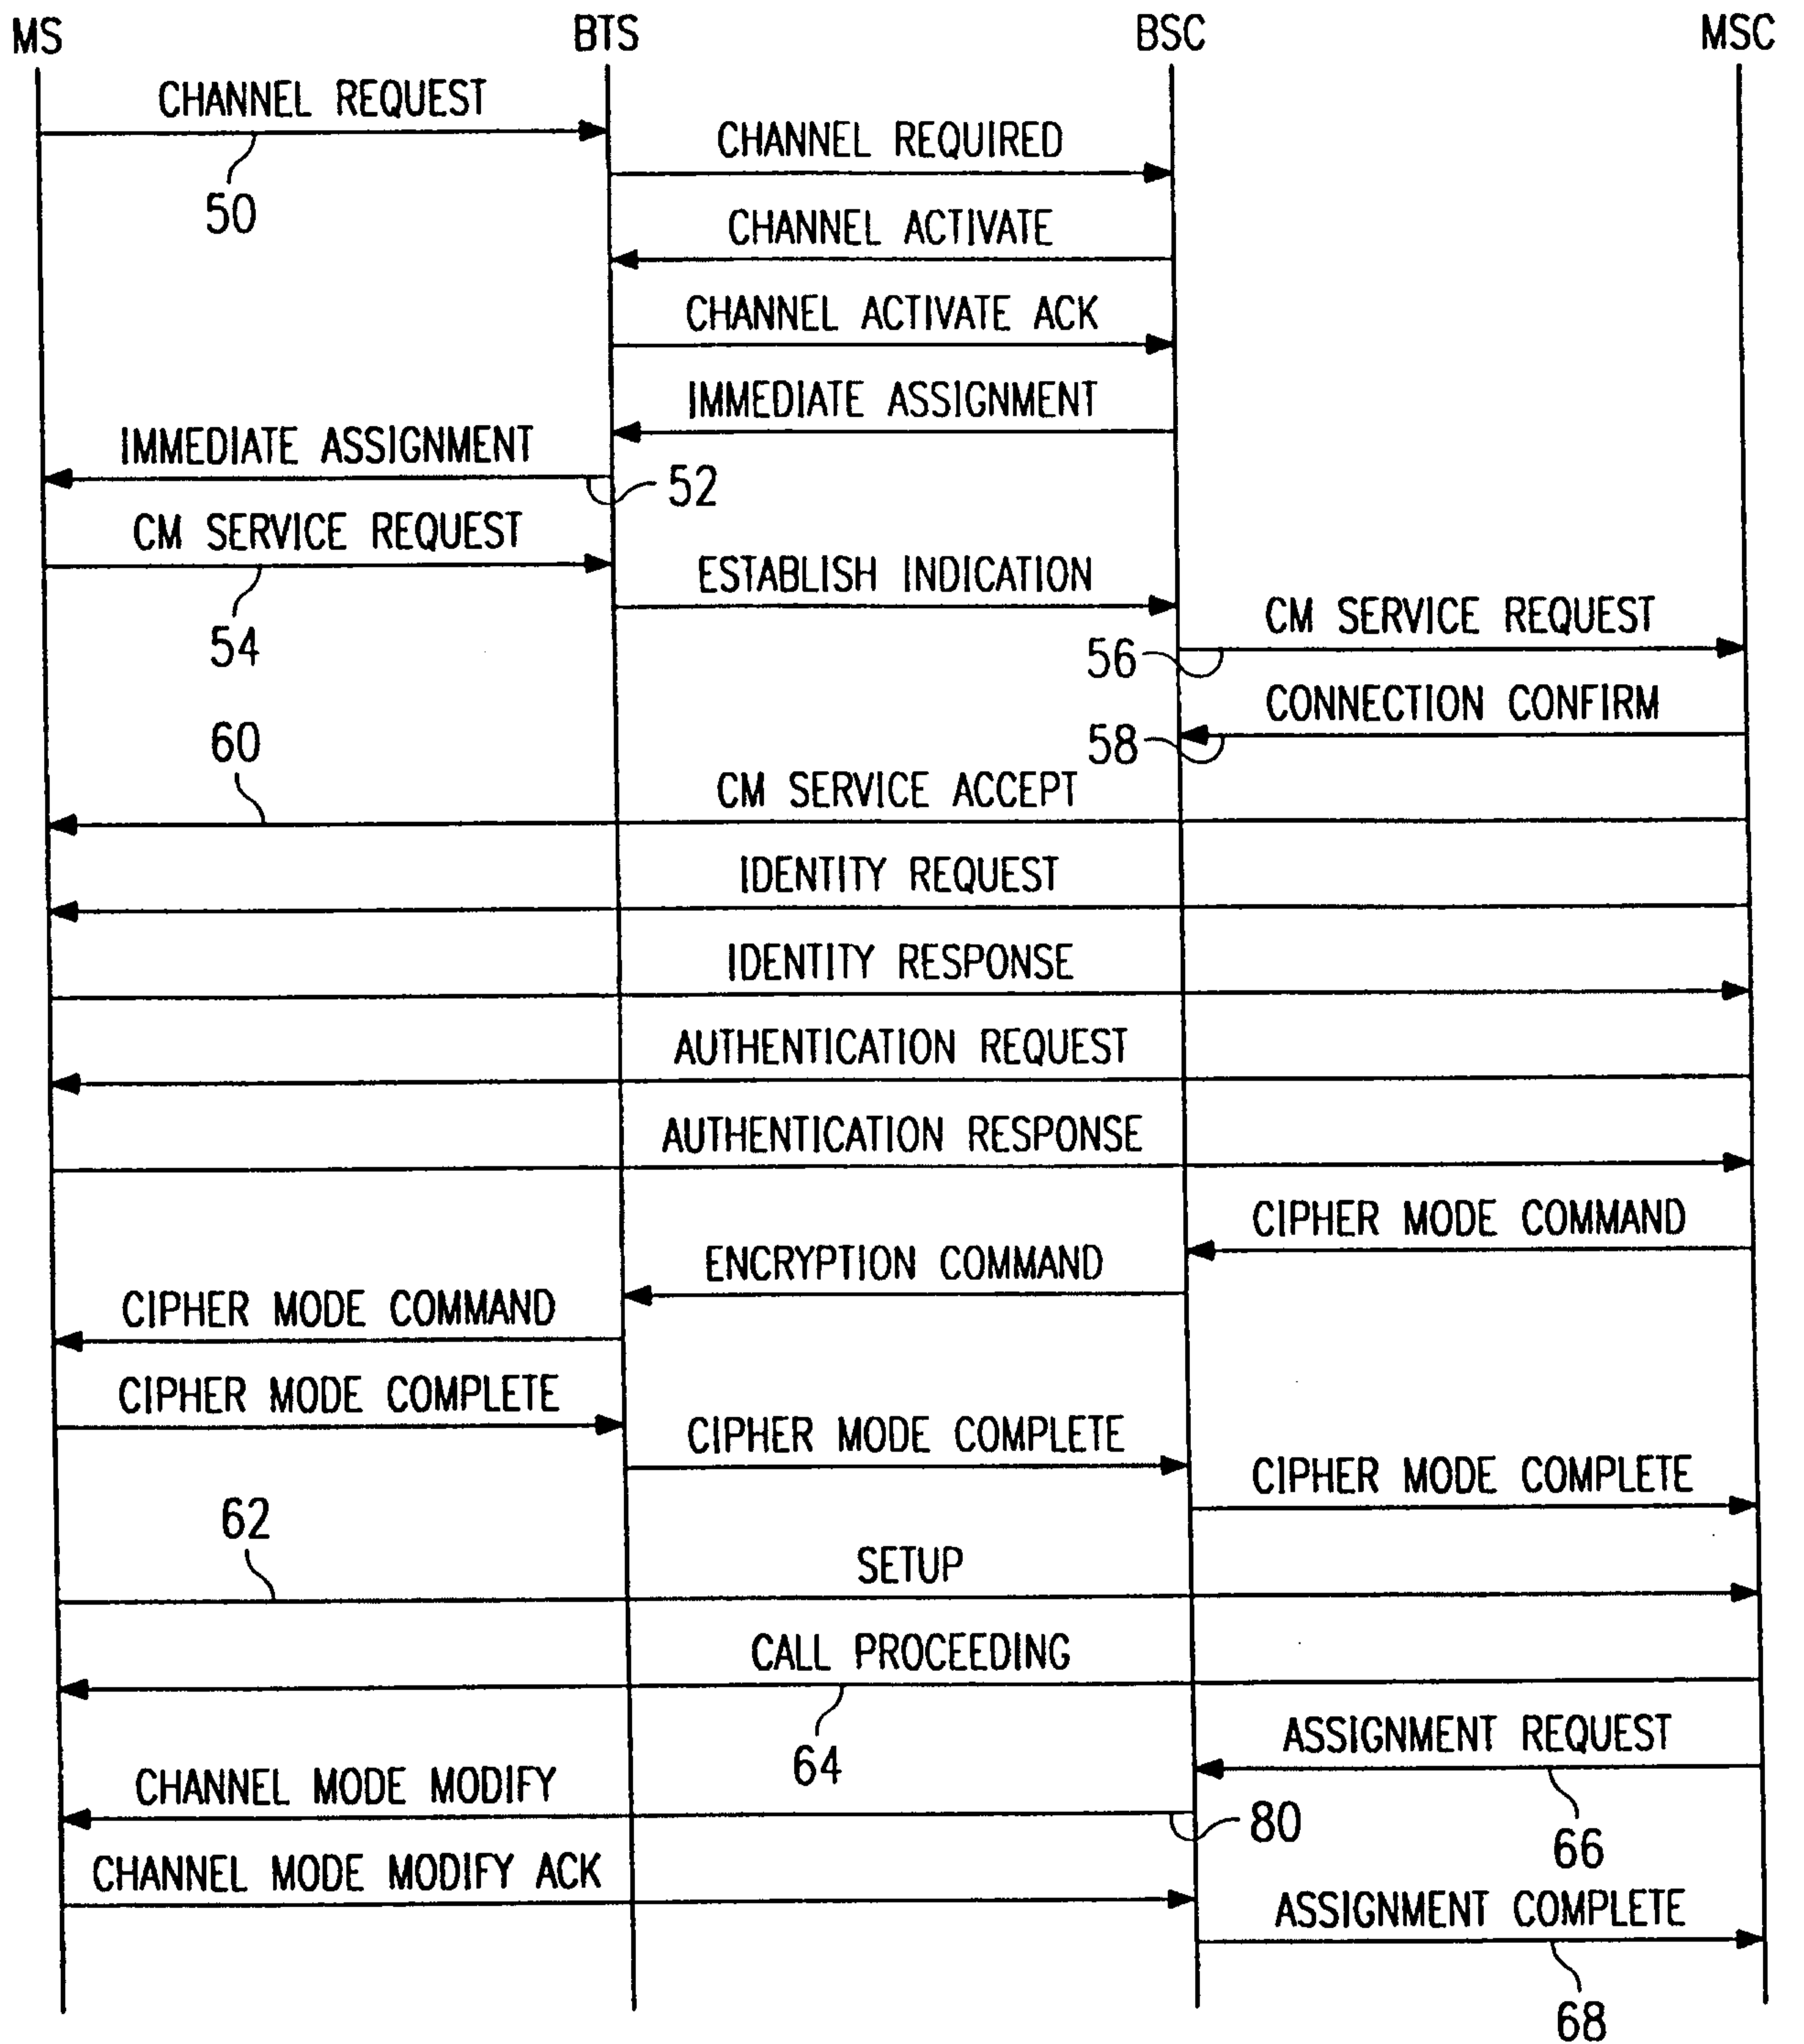 MS BTS BSC MSC
CHANNEL REQUEST
CHANNEL REQUIRED
50
CHANNEL ACTIVATE
CHANNEL ACTIVATE ACK
IMMEDIATE ASSIGNMENT
IMMEDIATE ASSIGNMENT
52
CM SERVICE REQUEST
ESTABLISH INDICATION
54
CM SERVICE REQUEST
56
CONNECTION CONFIRM
58
60
CM SERVICE ACCEPT
IDENTITY REQUEST
IDENTITY RESPONSE
AUTHENTICATION REQUEST
AUTHENTICATION RESPONSE
CIPHER MODE COMMAND
ENCRYPTION COMMAND
CIPHER MODE COMMAND
CIPHER MODE COMPLETE
CIPHER MODE COMPLETE
CIPHER MODE COMPLETE
62
SETUP
CALL PROCEEDING
64
ASSIGNMENT REQUEST
66
CHANNEL MODE MODIFY
80
CHANNEL MODE MODIFY ACK
ASSIGNMENT COMPLETE
68